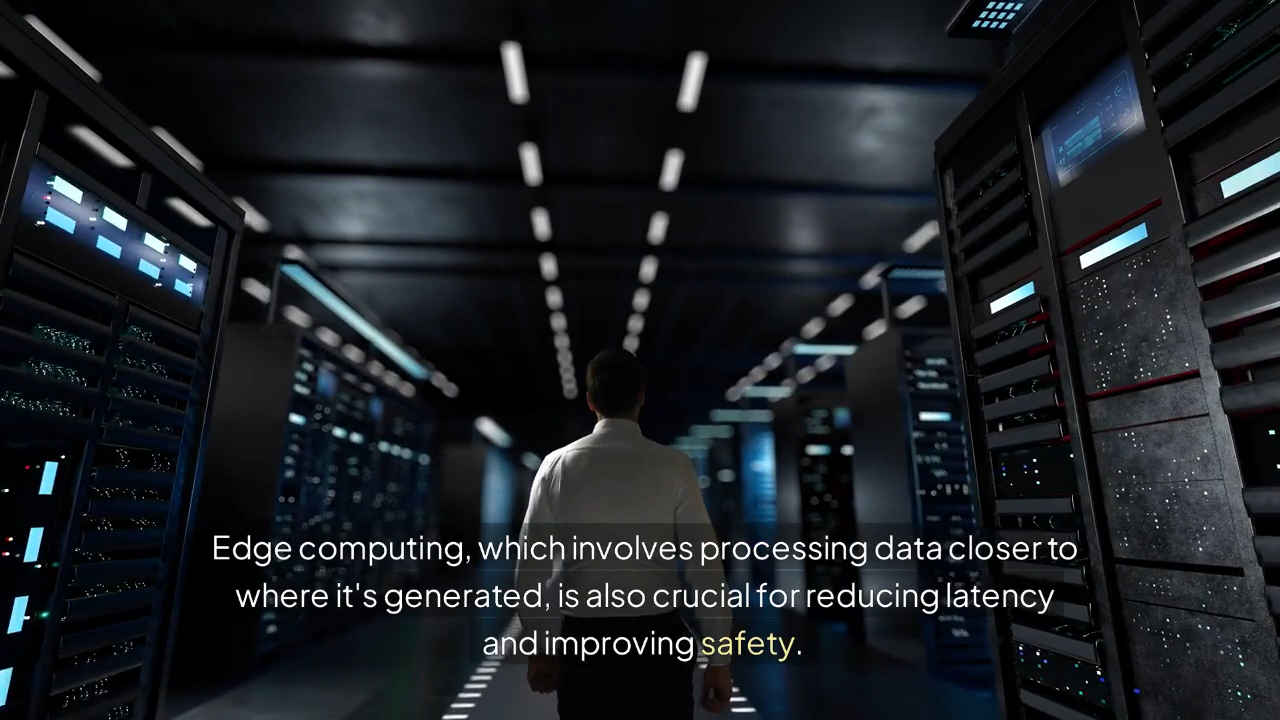 Edge computing, which involves processing data closer to
where it's generated, is also crucial for reducing latency
and improving safety.